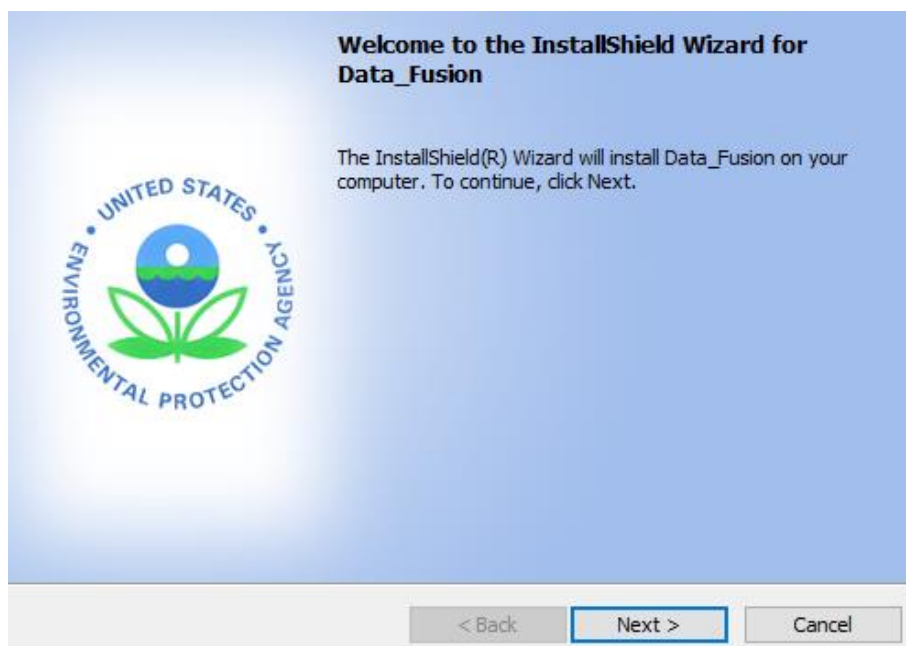 Welcome to the InstallShield Wizard for
Data_Fusion
The InstallShield(R) Wizard will install Data_Fusion on your
computer. To continue, click Next.
UNITED STATES • ENVIRONMENTAL PROTECTION AGENCY •
< Back
Next >
Cancel